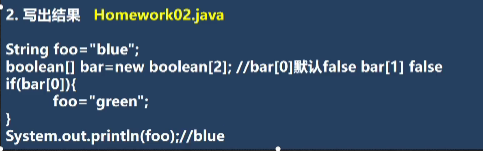 2. 写出结果 Homework02.java
String foo="blue";
boolean[] bar=new boolean[2]; //bar[0]默认false bar[1] false
if(bar[0]){
foo="green";
}
System.out.println(foo);//blue